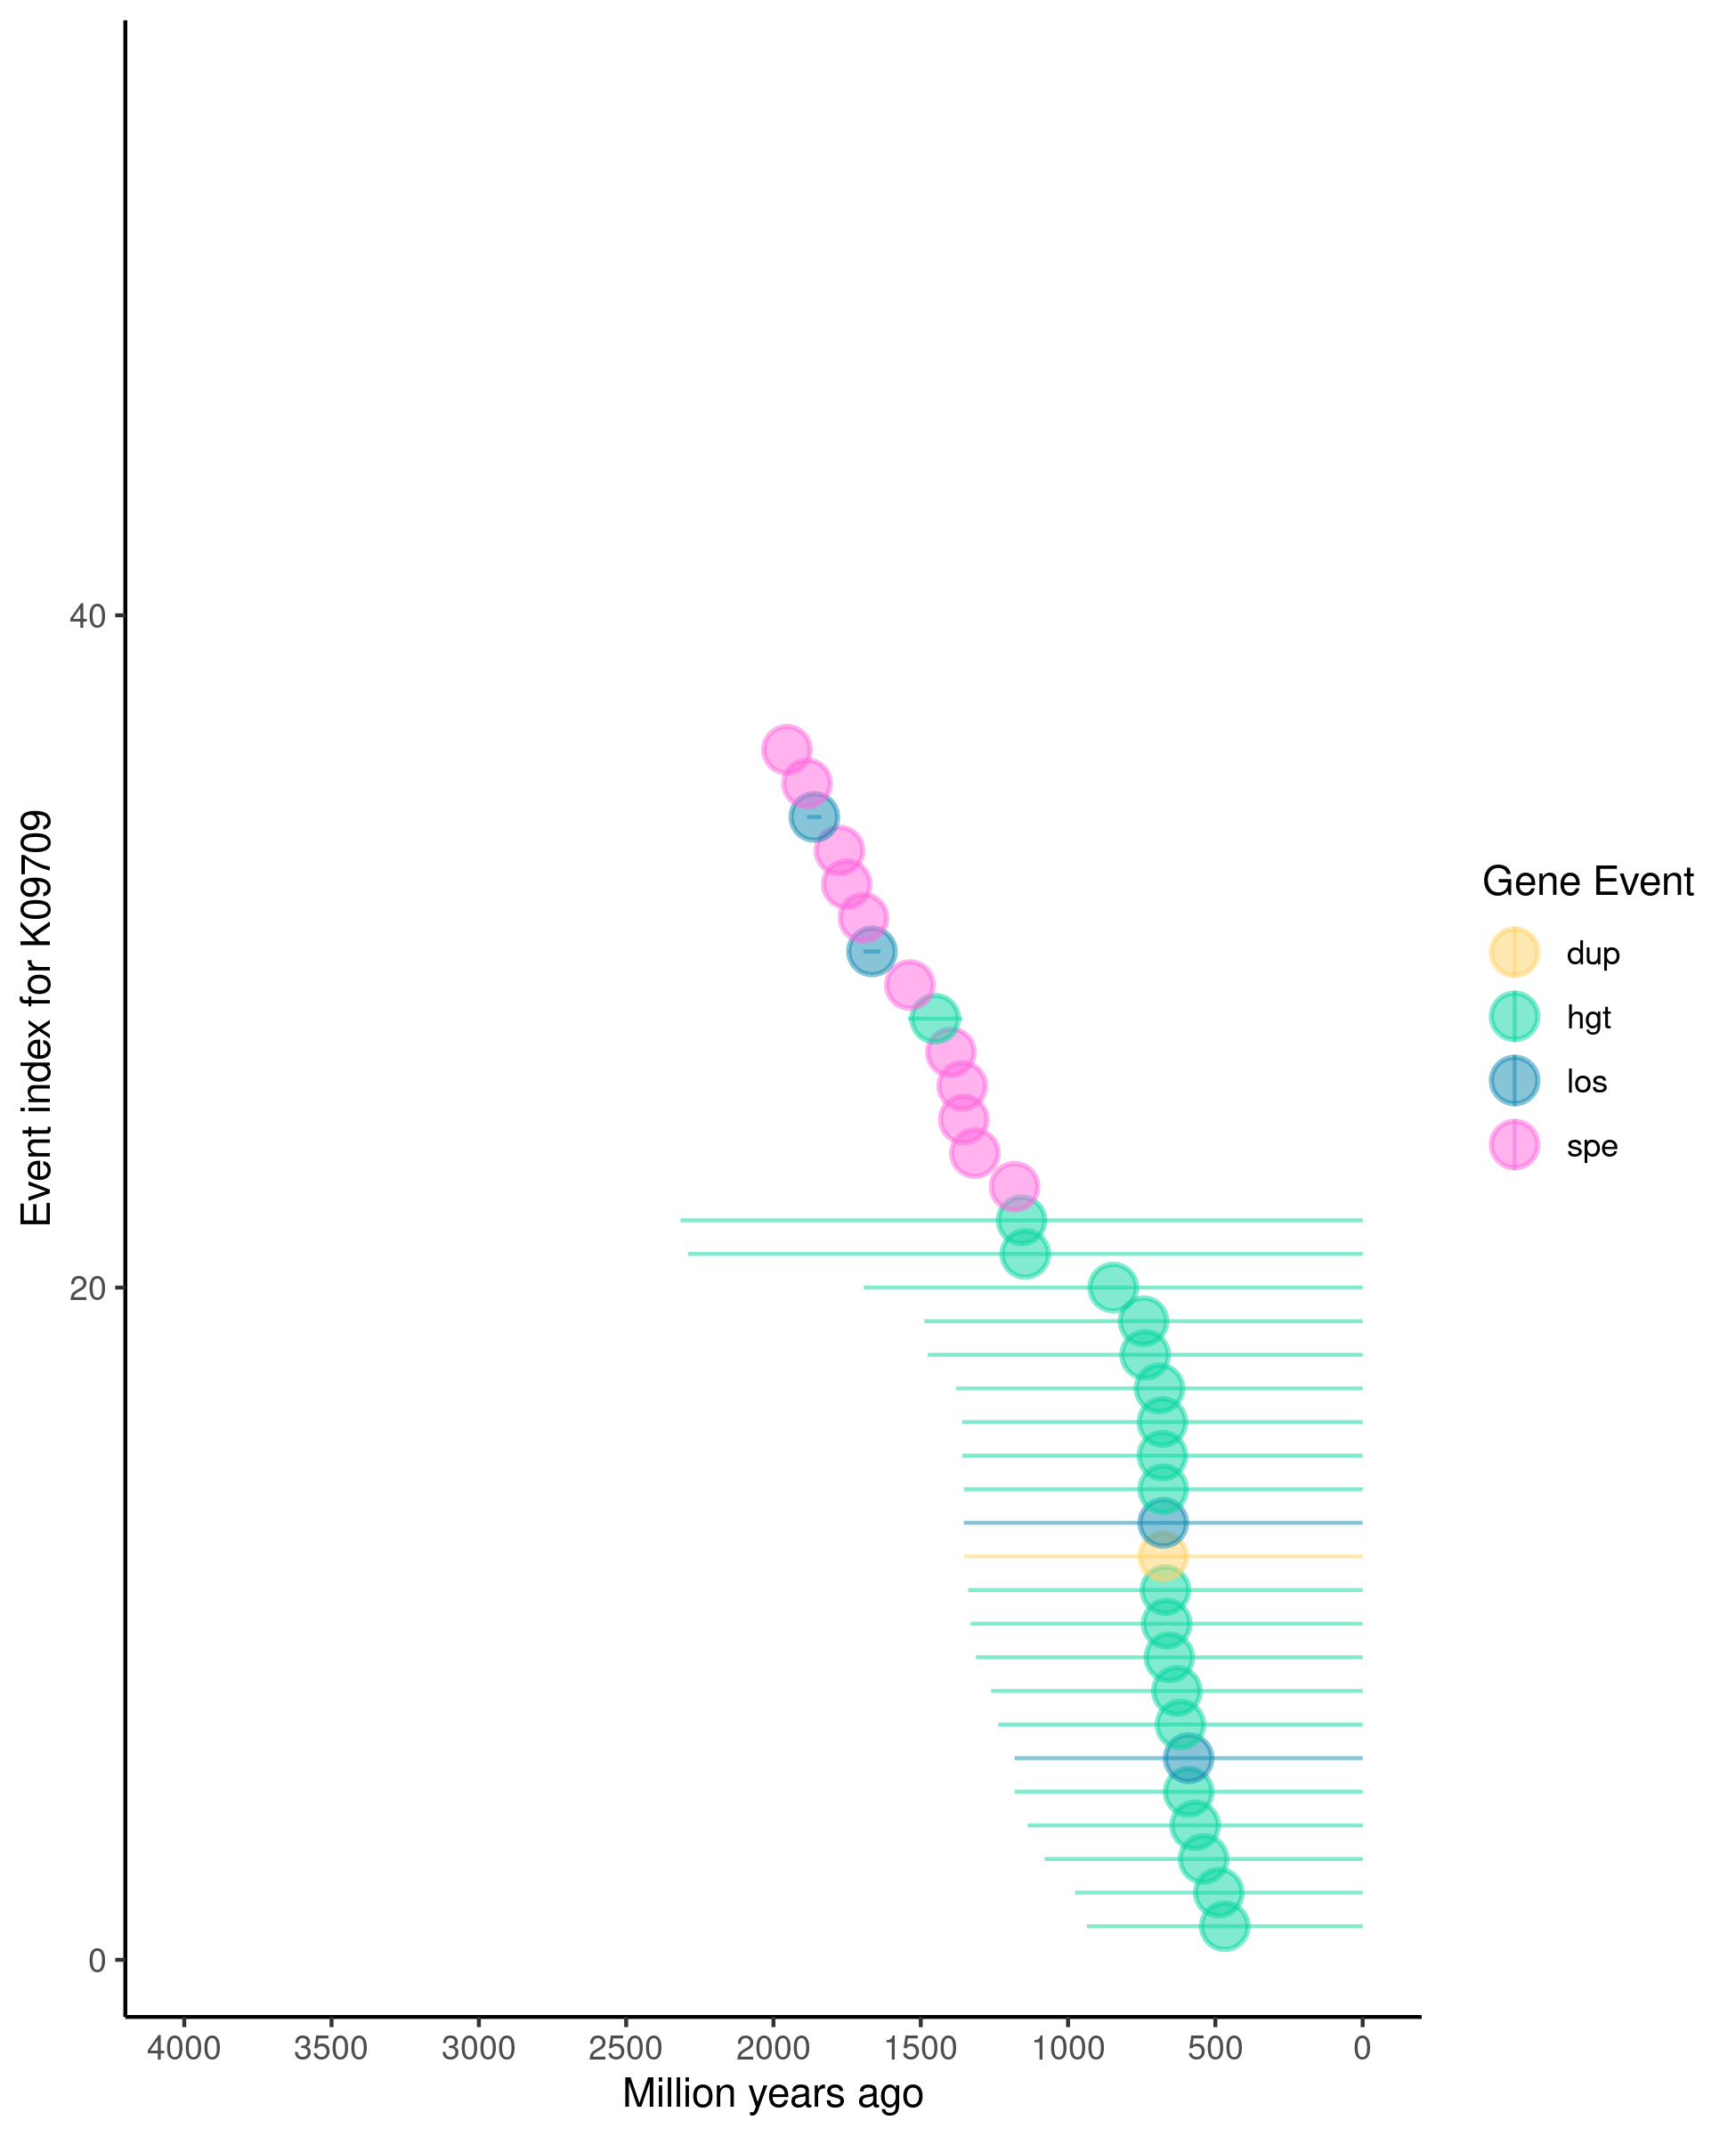 Event index for K09709
40
20
0
4000 3500 3000 2500 2000 1500 1000 500 0
Million years ago
Gene Event
dup
hgt
los
spe